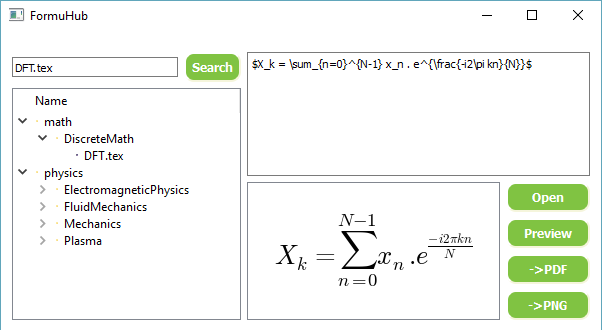 FormuHub
DFT.tex
Search
Name
math
DiscreteMath
DFT.tex
physics
ElectromagneticPhysics
FluidMechanics
Mechanics
Plasma
$X_k = \sum_{n=0}^{N-1} x_n . e^{\frac{-i2\pi kn}{N}}$
X_k = \sum_{n=0}^{N-1} x_n . e^{\frac{-i2\pi kn}{N}}
Open
Preview
->PDF
->PNG